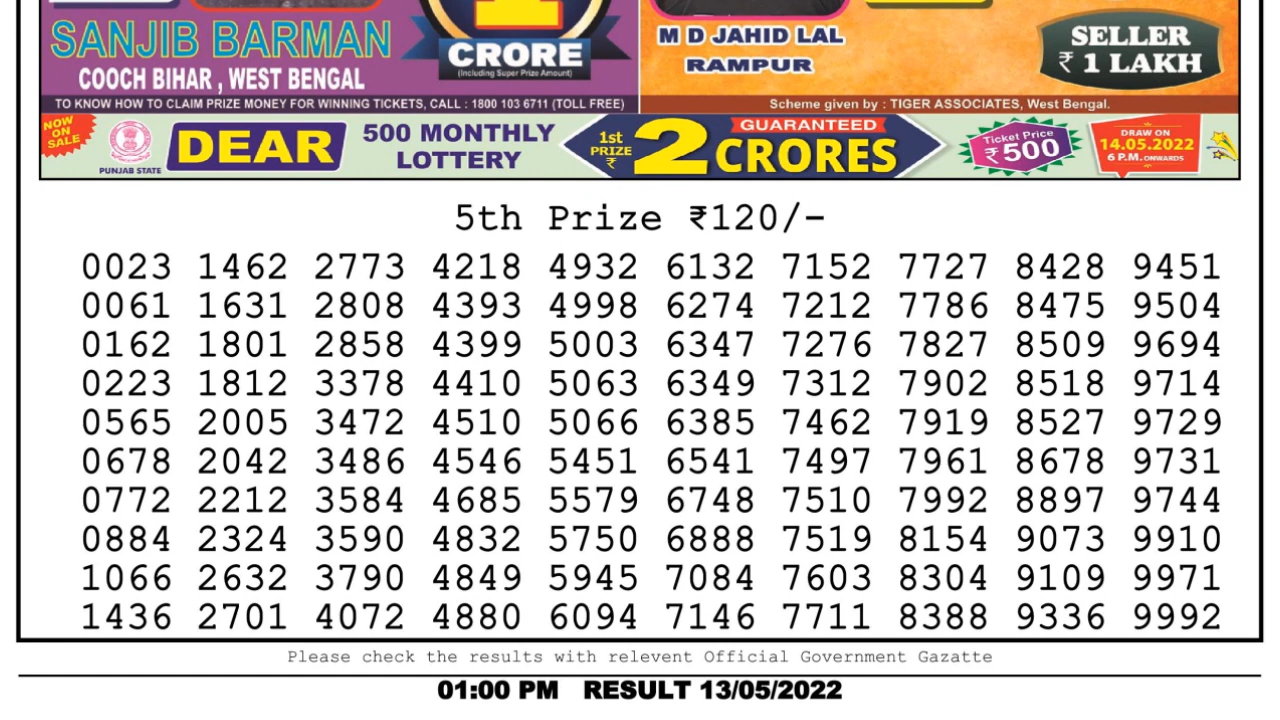 1
SANJIB BARMAN
COOCH BIHAR , WEST BENGAL
CRORE
(Including Super Prize Amount)
M D JAHID LAL
RAMPUR
SELLER
₹ 1 LAKH
TO KNOW HOW TO CLAIM PRIZE MONEY FOR WINNING TICKETS, CALL : 1800 103 6711 (TOLL FREE)
Scheme given by : TIGER ASSOCIATES, West Bengal.
NOW
ON
SALE
PUNJAB STATE
DEAR
500 MONTHLY
LOTTERY
1st
PRIZE
₹
2
GUARANTEED
CRORES
Ticket Price
₹ 500
DRAW ON
14.05.2022
6 P.M. ONWARDS
5th Prize ₹120/-
0023 1462 2773 4218 4932 6132 7152 7727 8428 9451
0061 1631 2808 4393 4998 6274 7212 7786 8475 9504
0162 1801 2858 4399 5003 6347 7276 7827 8509 9694
0223 1812 3378 4410 5063 6349 7312 7902 8518 9714
0565 2005 3472 4510 5066 6385 7462 7919 8527 9729
0678 2042 3486 4546 5451 6541 7497 7961 8678 9731
0772 2212 3584 4685 5579 6748 7510 7992 8897 9744
0884 2324 3590 4832 5750 6888 7519 8154 9073 9910
1066 2632 3790 4849 5945 7084 7603 8304 9109 9971
1436 2701 4072 4880 6094 7146 7711 8388 9336 9992
Please check the results with relevent Official Government Gazatte
01:00 PM RESULT 13/05/2022